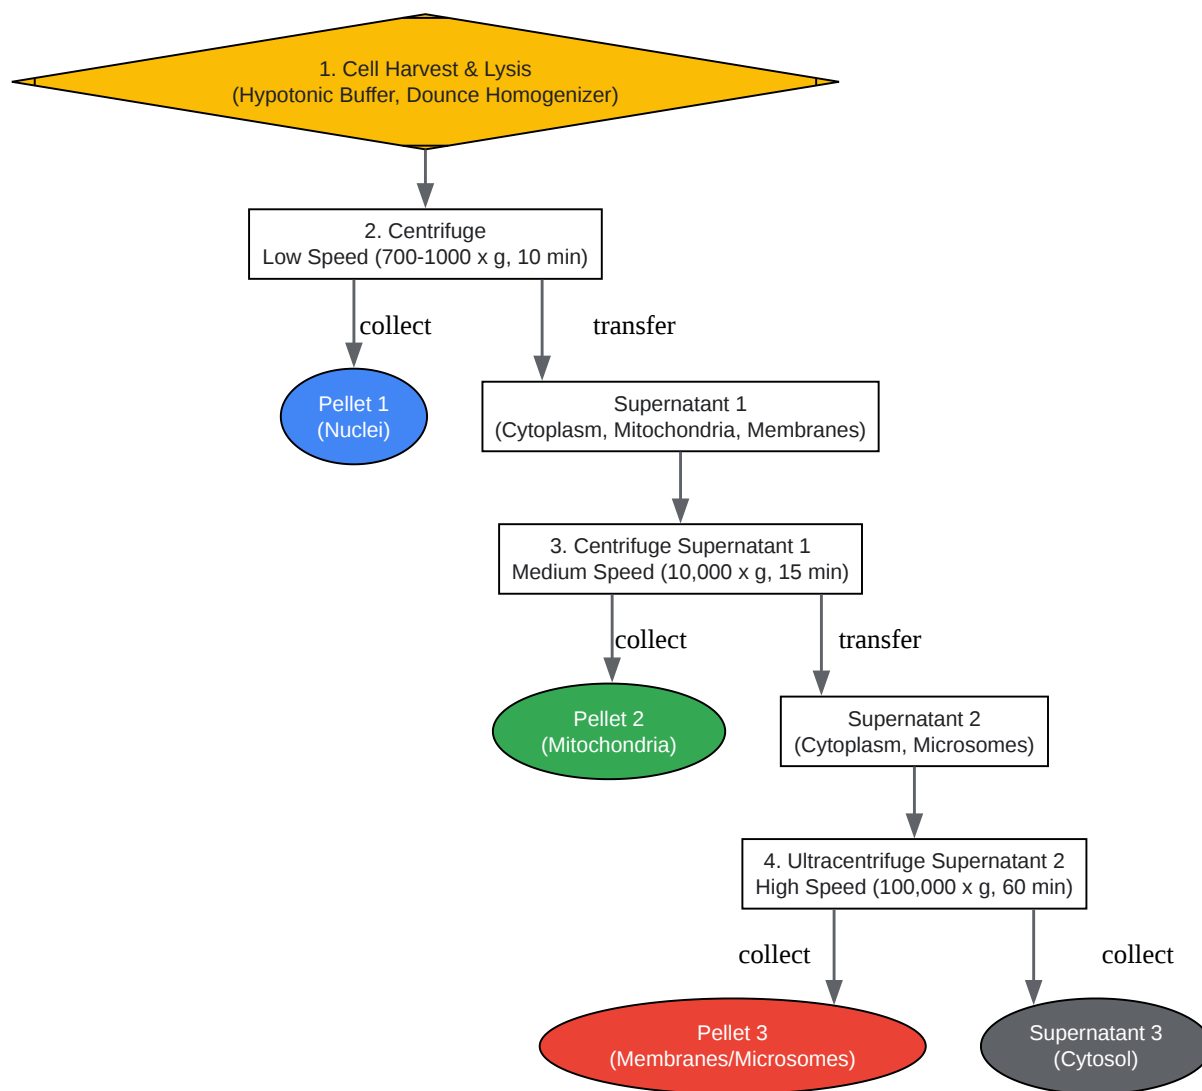 1. Cell Harvest & Lysis
(Hypotonic Buffer, Dounce Homogenizer)
2. Centrifuge
Low Speed (700-1000 x g, 10 min)
collect
transfer
Pellet 1
(Nuclei)
Supernatant 1
(Cytoplasm, Mitochondria, Membranes)
3. Centrifuge Supernatant 1
Medium Speed (10,000 x g, 15 min)
collect
transfer
Pellet 2
(Mitochondria)
Supernatant 2
(Cytoplasm, Microsomes)
4. Ultracentrifuge Supernatant 2
High Speed (100,000 x g, 60 min)
collect
collect
Pellet 3
(Membranes/Microsomes)
Supernatant 3
(Cytosol)